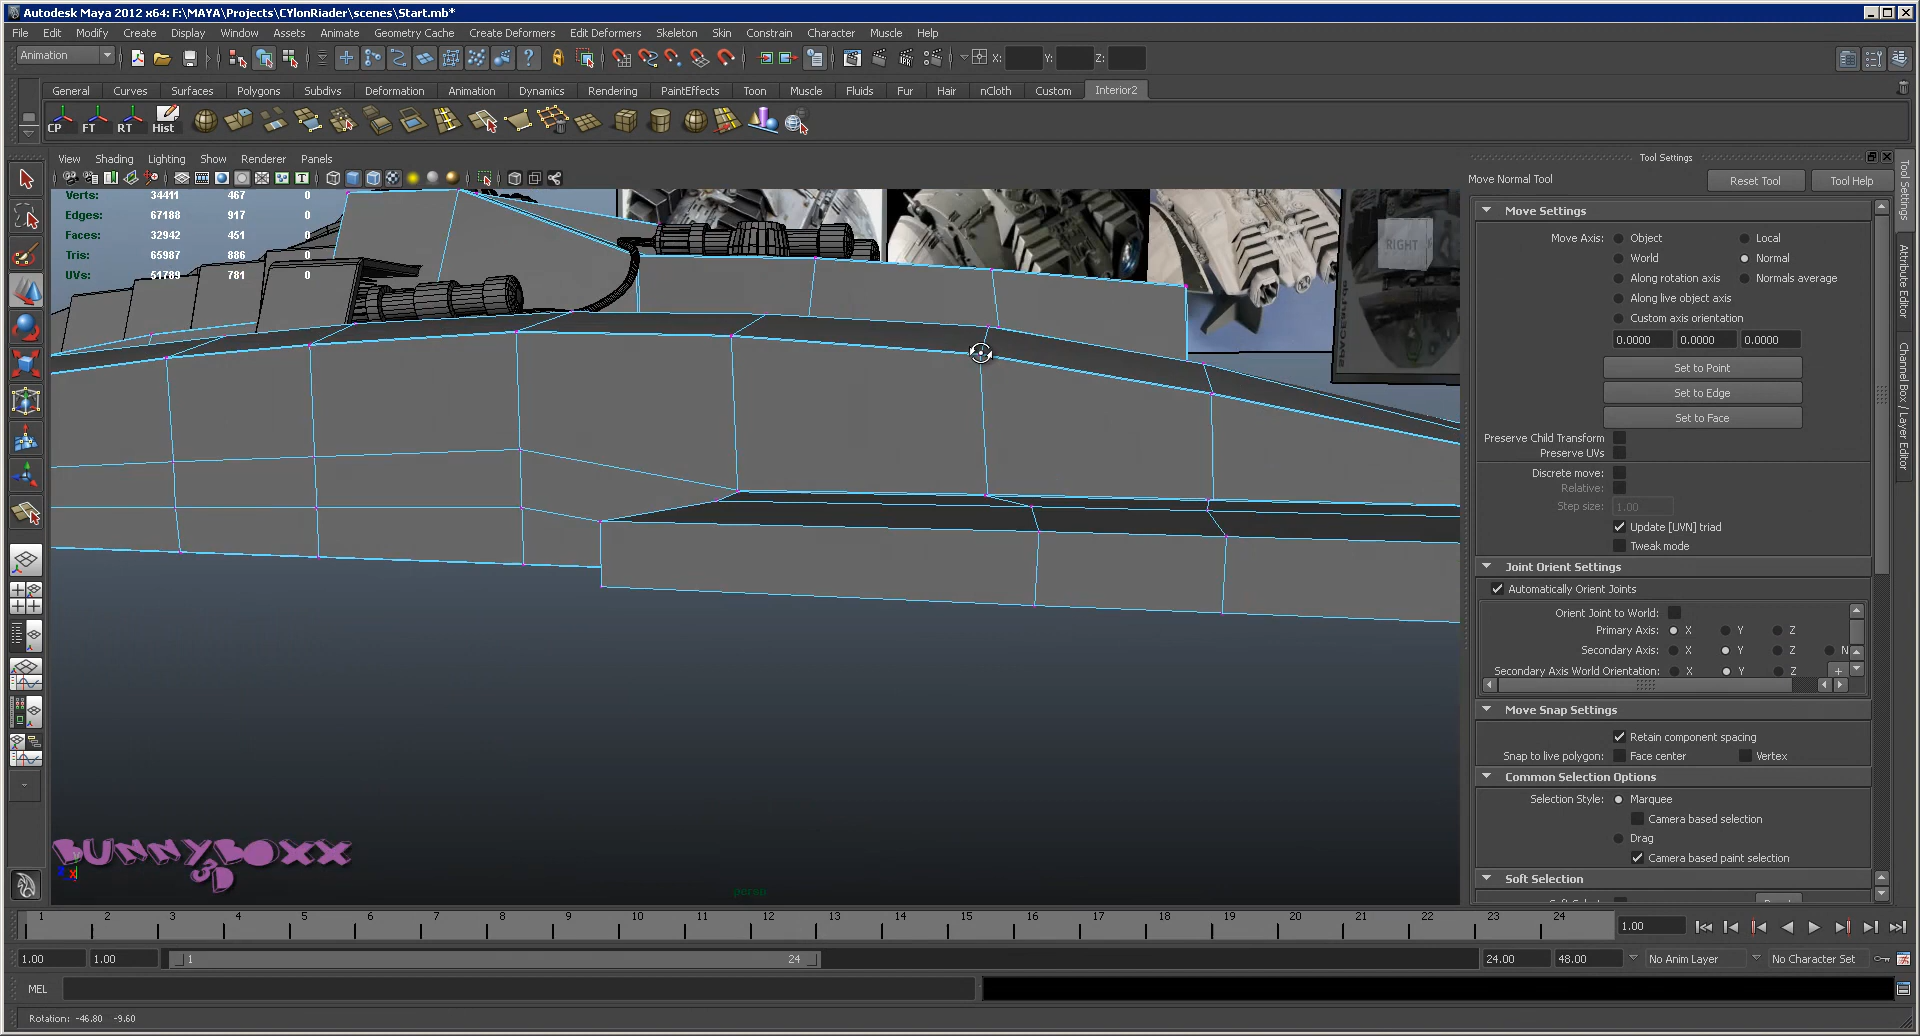 Autodesk Maya 2012 x64: F:\MAYA\Projects\CYlonRiader\scenes\Start.mb*
File Edit Modify Create Display Window Assets Animate Geometry Cache Create Deformers Edit Deformers Skeleton Skin Constrain Character Muscle Help
Animation X: Y: Z:
General Curves Surfaces Polygons Subdivs Deformation Animation Dynamics Rendering PaintEffects Toon Muscle Fluids Fur Hair nCloth Custom Interior2
CP FT RT Hist
View Shading Lighting Show Renderer Panels
Verts: 34411 467 0
Edges: 67188 917 0
Faces: 32942 451 0
Tris: 65987 886 0
UVs: 51789 781 0
RIGHT
BUNNYBOXX
3D
persp
Tool Settings
Move Normal Tool Reset Tool Tool Help
Move Settings
Move Axis: Object Local
World Normal
Along rotation axis Normals average
Along live object axis
Custom axis orientation
0.0000 0.0000 0.0000
Set to Point
Set to Edge
Set to Face
Preserve Child Transform
Preserve UVs
Discrete move:
Relative:
Step size: 1.00
Update [UVN] triad
Tweak mode
Joint Orient Settings
Automatically Orient Joints
Orient Joint to World:
Primary Axis: X Y Z
Secondary Axis: X Y Z N
Secondary Axis World Orientation: X Y Z +
Move Snap Settings
Retain component spacing
Snap to live polygon: Face center Vertex
Common Selection Options
Selection Style: Marquee
Camera based selection
Drag
Camera based paint selection
Soft Selection
Tool Settings
Attribute Editor
Channel Box / Layer Editor
1 2 3 4 5 6 7 8 9 10 11 12 13 14 15 16 17 18 19 20 21 22 23 24 1.00
1.00 1.00 1 24 24.00 48.00 No Anim Layer No Character Set
MEL
Rotation: -46.80 -9.60